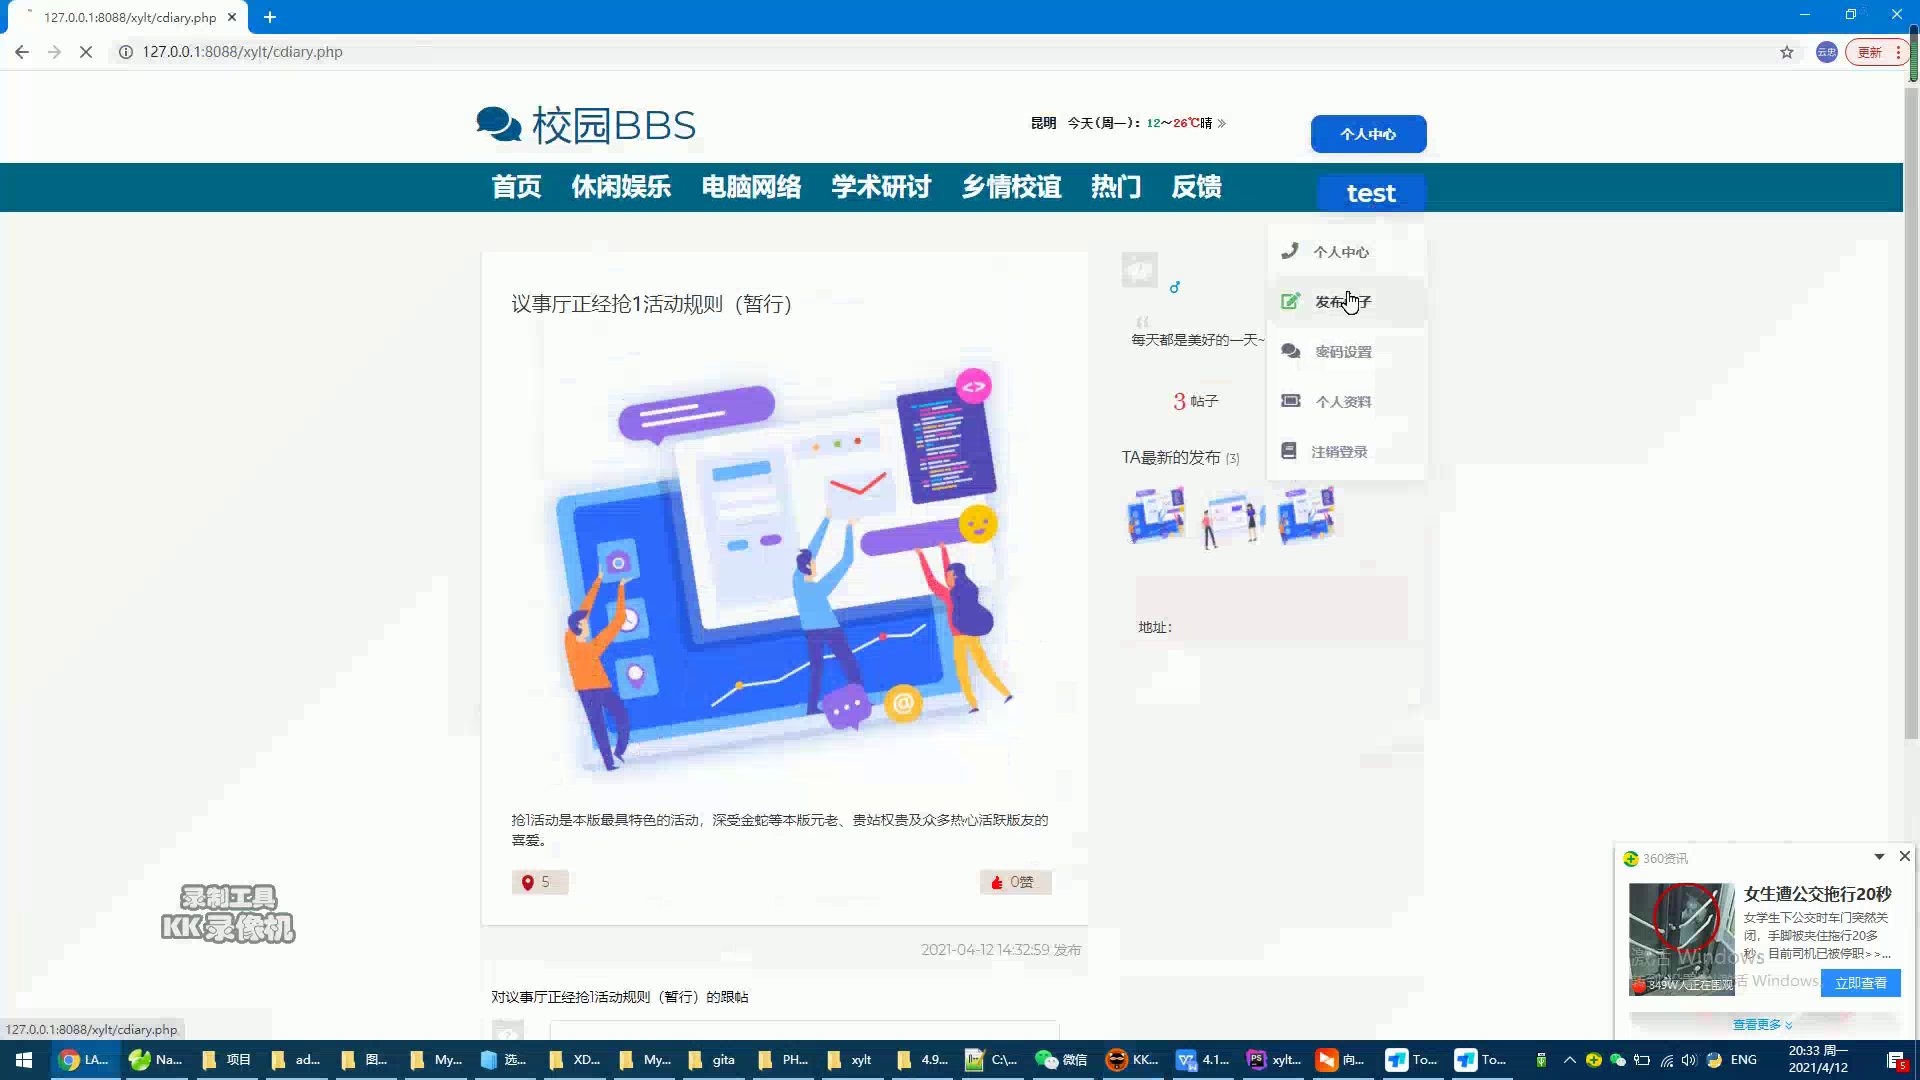 127.0.0.1:8088/xylt/cdiary.php
127.0.0.1:8088/xylt/cdiary.php
更新
校园BBS
昆明 今天(周一): 12～26℃晴
个人中心
首页 休闲娱乐 电脑网络 学术研讨 乡情校谊 热门 反馈
test
个人中心
密码设置
个人资料
注销登录
议事厅正经抢1活动规则（暂行）
每天都是美好的一天~
3 帖子
TA最新的发布 (3)
地址：
抢1活动是本版最具特色的活动，深受金蛇等本版元老、贵站权贵及众多热心活跃版友的
喜爱。
5
0赞
2021-04-12 14:32:59 发布
对议事厅正经抢1活动规则（暂行）的跟帖
录制工具
KK录像机
360资讯
女生遭公交拖行20秒
女学生下公交时车门突然关
闭，手脚被夹住拖行20多
秒，目前司机已被停职>>...
349W人正在围观
立即查看
查看更多
127.0.0.1:8088/xylt/cdiary.php
LA... Na... 项目 ad... 图... My... 选... XD... My... gita PH... xylt 4.9... C:\... 微信 KK... 4.1... xylt... 向... To... To... ENG
20:33 周一
2021/4/12
5